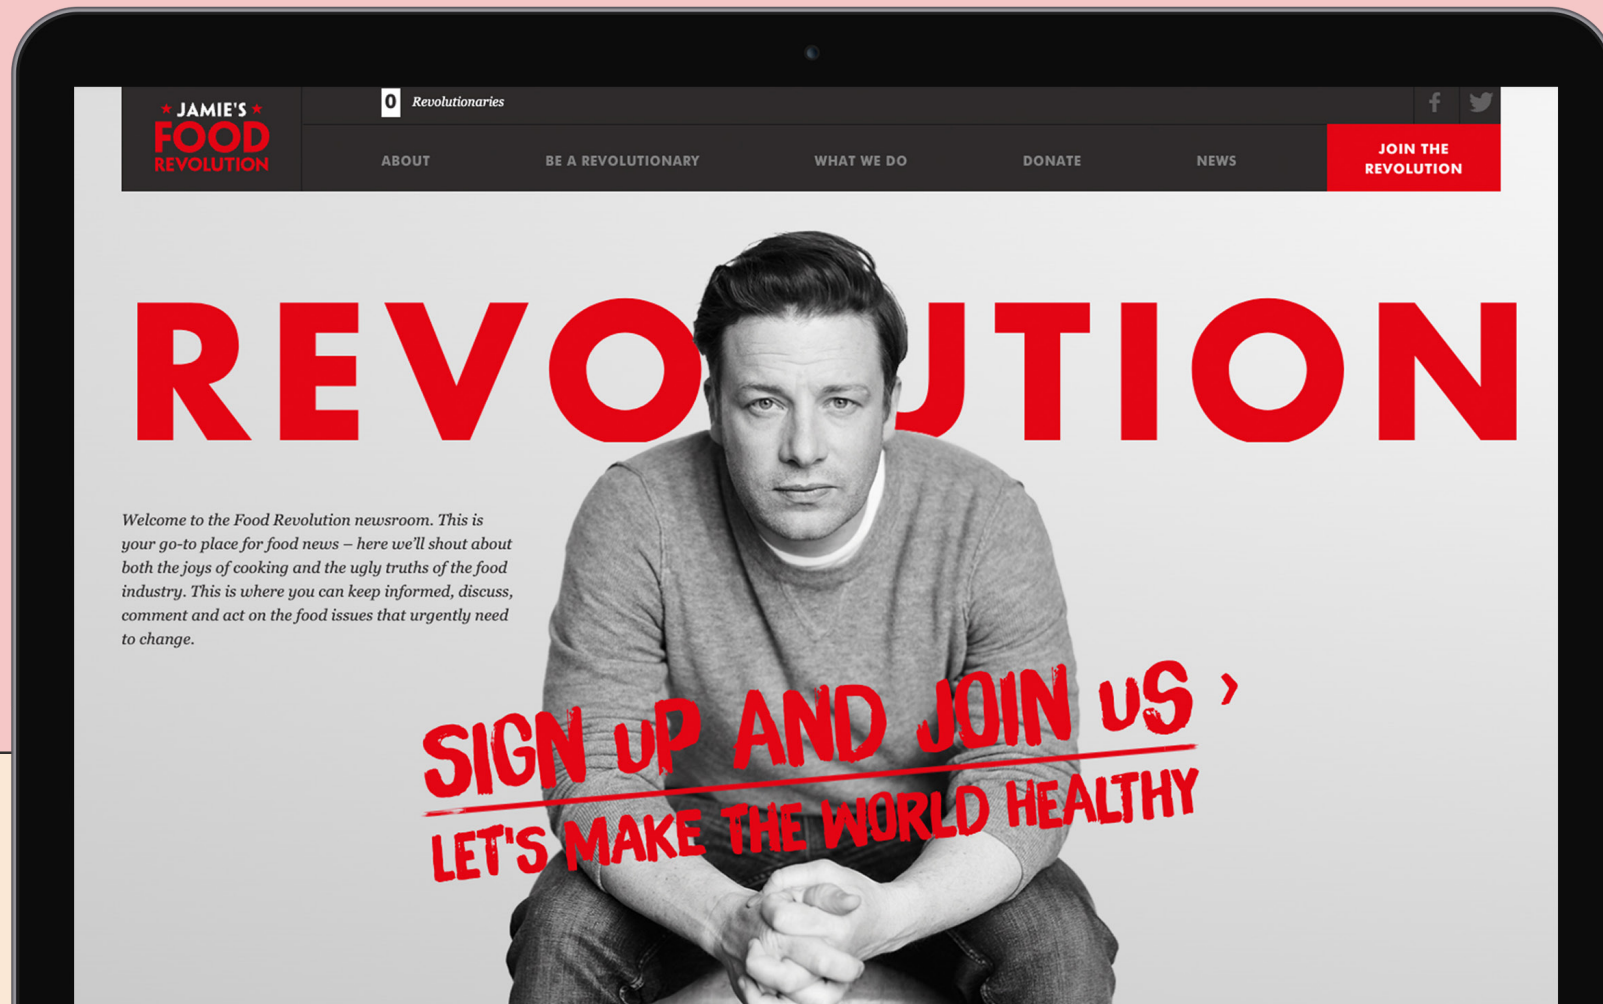 ★ JAMIE'S ★
FOOD
REVOLUTION
0 Revolutionaries
ABOUT BE A REVOLUTIONARY WHAT WE DO DONATE NEWS
JOIN THE
REVOLUTION
REVO UTION
Welcome to the Food Revolution newsroom. This is
your go-to place for food news – here we’ll shout about
both the joys of cooking and the ugly truths of the food
industry. This is where you can keep informed, discuss,
comment and act on the food issues that urgently need
to change.
SIGN uP AND JOIN uS ›
LET'S MAKE THE WORLD HEALTHY